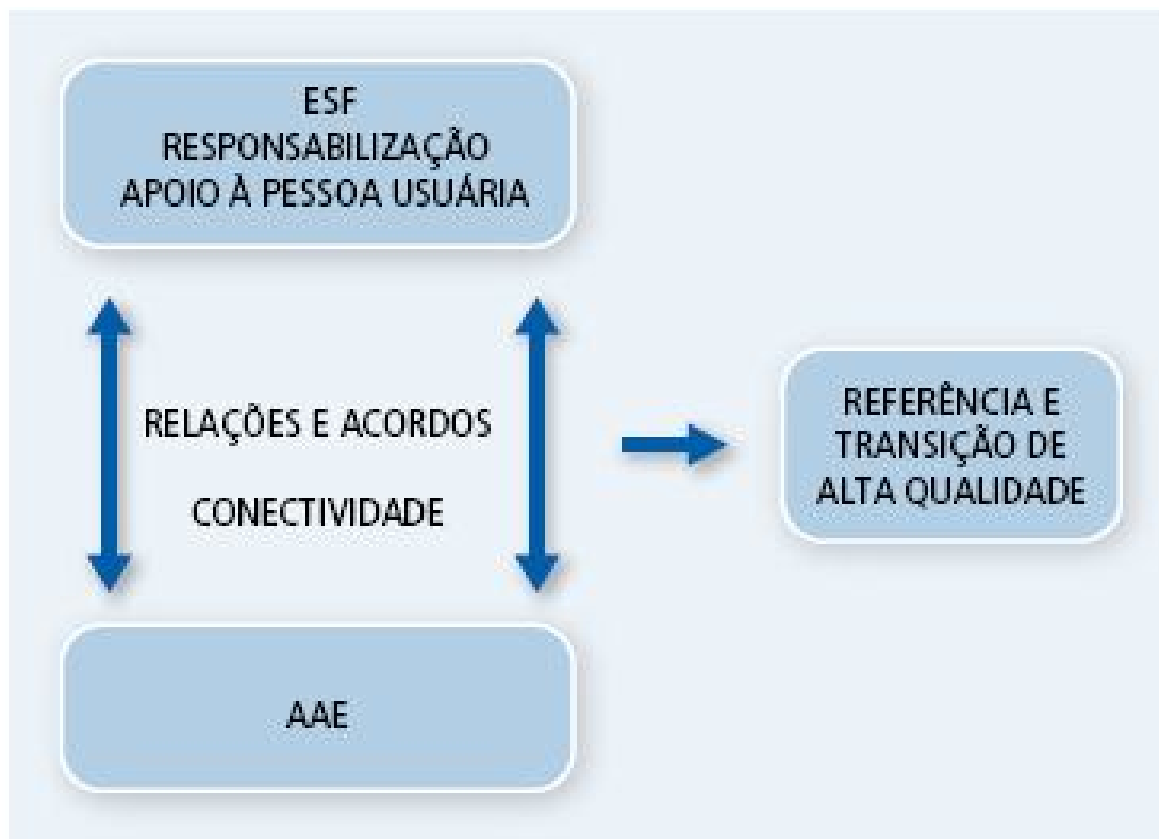 ESF
RESPONSABILIZAÇÃO
APOIO À PESSOA USUÁRIA
RELAÇÕES E ACORDOS
CONECTIVIDADE
REFERÊNCIA E
TRANSIÇÃO DE
ALTA QUALIDADE
AAE